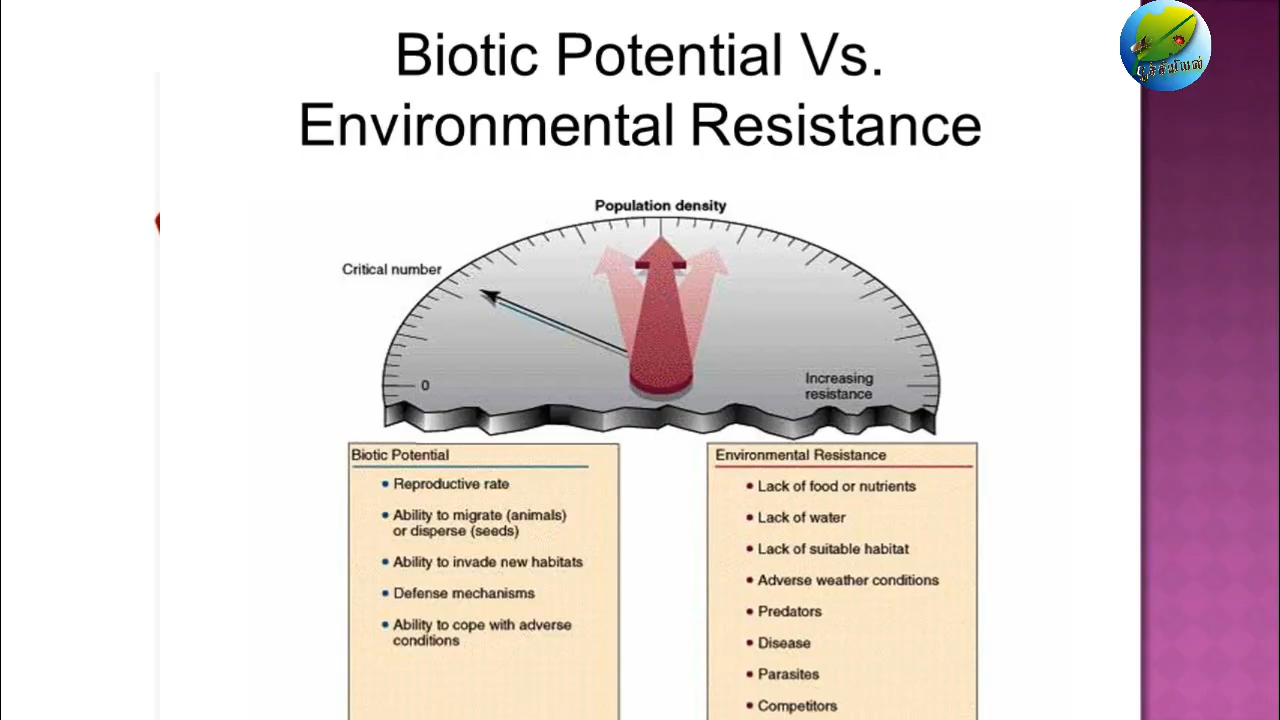 Biotic Potential Vs.
Environmental Resistance
பூச்சியியல்
Population density
Critical number
0
Increasing
resistance
Biotic Potential
• Reproductive rate
• Ability to migrate (animals)
or disperse (seeds)
• Ability to invade new habitats
• Defense mechanisms
• Ability to cope with adverse
conditions
Environmental Resistance
• Lack of food or nutrients
• Lack of water
• Lack of suitable habitat
• Adverse weather conditions
• Predators
• Disease
• Parasites
• Competitors